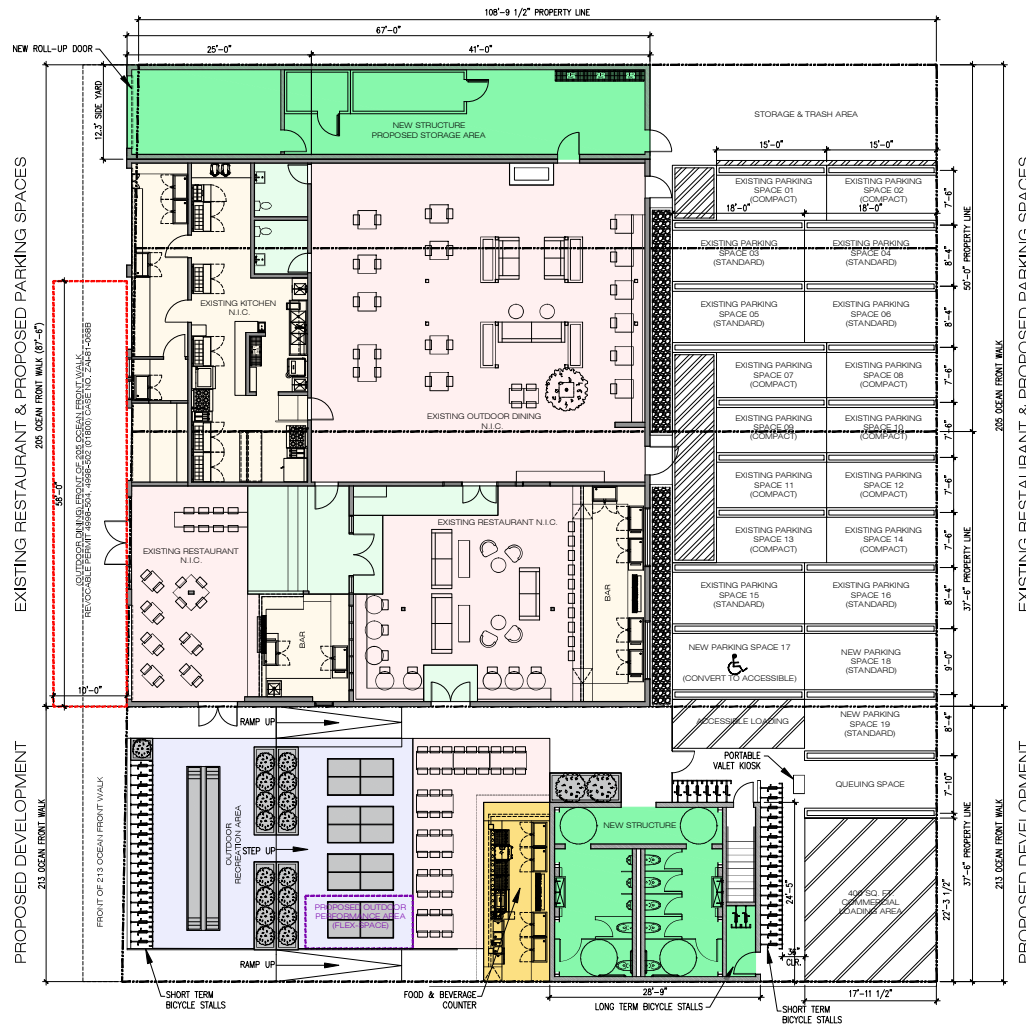 108'-9 1/2" PROPERTY LINE
67'-0"
NEW ROLL-UP DOOR
25'-0"
41'-0"
12.3' SIDE YARD
NEW STRUCTURE
PROPOSED STORAGE AREA
STORAGE & TRASH AREA
15'-0"
15'-0"
EXISTING PARKING
SPACE 01
(COMPACT)
EXISTING PARKING
SPACE 02
(COMPACT)
7'-6"
18'-0"
18'-0"
EXISTING PARKING
SPACE 03
(STANDARD)
EXISTING PARKING
SPACE 04
(STANDARD)
8'-4"
50'-0" PROPERTY LINE
EXISTING PARKING
SPACE 05
(STANDARD)
EXISTING PARKING
SPACE 06
(STANDARD)
8'-4"
EXISTING PARKING
SPACE 07
(COMPACT)
EXISTING PARKING
SPACE 08
(COMPACT)
7'-6"
EXISTING PARKING
SPACE 09
(COMPACT)
EXISTING PARKING
SPACE 10
(COMPACT)
7'-6"
EXISTING PARKING
SPACE 11
(COMPACT)
EXISTING PARKING
SPACE 12
(COMPACT)
7'-6"
EXISTING PARKING
SPACE 13
(COMPACT)
EXISTING PARKING
SPACE 14
(COMPACT)
7'-6"
EXISTING PARKING
SPACE 15
(STANDARD)
EXISTING PARKING
SPACE 16
(STANDARD)
8'-4"
37'-6" PROPERTY LINE
NEW PARKING SPACE 17
(CONVERT TO ACCESSIBLE)
NEW PARKING
SPACE 18
(STANDARD)
9'-0"
ACCESSIBLE LOADING
NEW PARKING
SPACE 19
(STANDARD)
8'-4"
205 OCEAN FRONT WALK
EXISTING RESTAURANT & PROPOSED PARKING SPACES
EXISTING RESTAURANT & PROPOSED PARKING SPACES
205 OCEAN FRONT WALK (87'-6")
58'-0"
(OUTDOOR DINING) FRONT OF 205 OCEAN FRONT WALK
REVOCABLE PERMIT 4998-504, 4998-502 (01800) CASE NO. ZAI-81-068B
10'-0"
EXISTING KITCHEN
N.I.C.
EXISTING OUTDOOR DINING
N.I.C.
EXISTING RESTAURANT
N.I.C.
EXISTING RESTAURANT N.I.C.
BAR
BAR
PROPOSED DEVELOPMENT
213 OCEAN FRONT WALK
FRONT OF 213 OCEAN FRONT WALK
RAMP UP
OUTDOOR
RECREATION AREA
STEP UP
PROPOSED OUTDOOR
PERFORMANCE AREA
(FLEX-SPACE)
RAMP UP
SHORT TERM
BICYCLE STALLS
FOOD & BEVERAGE
COUNTER
NEW STRUCTURE
28'-9"
LONG TERM BICYCLE STALLS
SHORT TERM
BICYCLE STALLS
PORTABLE
VALET KIOSK
QUEUING SPACE
7'-10"
24'-5"
36"
CLR.
400 SQ. FT.
COMMERCIAL
LOADING AREA
22'-3 1/2"
17'-11 1/2"
37'-6" PROPERTY LINE
213 OCEAN FRONT WALK
PROPOSED DEVELOPMENT